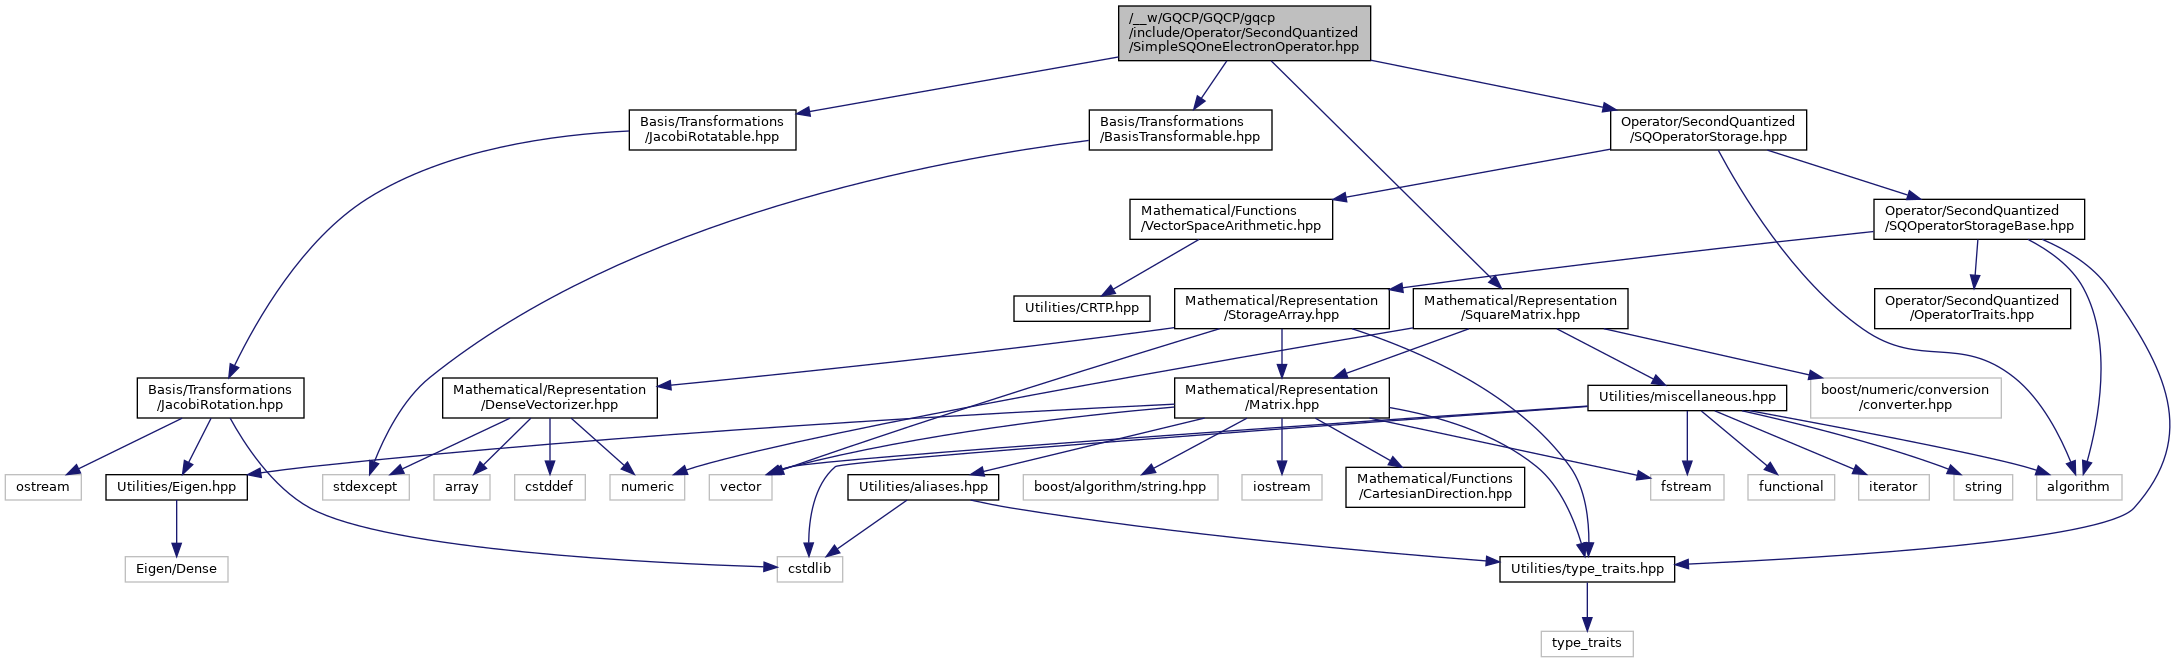 /__w/GQCP/GQCP/gqcp
/include/Operator/SecondQuantized
/SimpleSQOneElectronOperator.hpp
Basis/Transformations
/JacobiRotatable.hpp
Basis/Transformations
/BasisTransformable.hpp
Operator/SecondQuantized
/SQOperatorStorage.hpp
Mathematical/Functions
/VectorSpaceArithmetic.hpp
Operator/SecondQuantized
/SQOperatorStorageBase.hpp
Utilities/CRTP.hpp
Mathematical/Representation
/StorageArray.hpp
Mathematical/Representation
/SquareMatrix.hpp
Operator/SecondQuantized
/OperatorTraits.hpp
Basis/Transformations
/JacobiRotation.hpp
Mathematical/Representation
/DenseVectorizer.hpp
Mathematical/Representation
/Matrix.hpp
Utilities/miscellaneous.hpp
boost/numeric/conversion
/converter.hpp
ostream
Utilities/Eigen.hpp
stdexcept
array
cstddef
numeric
vector
Utilities/aliases.hpp
boost/algorithm/string.hpp
iostream
Mathematical/Functions
/CartesianDirection.hpp
fstream
functional
iterator
string
algorithm
Eigen/Dense
cstdlib
Utilities/type_traits.hpp
type_traits